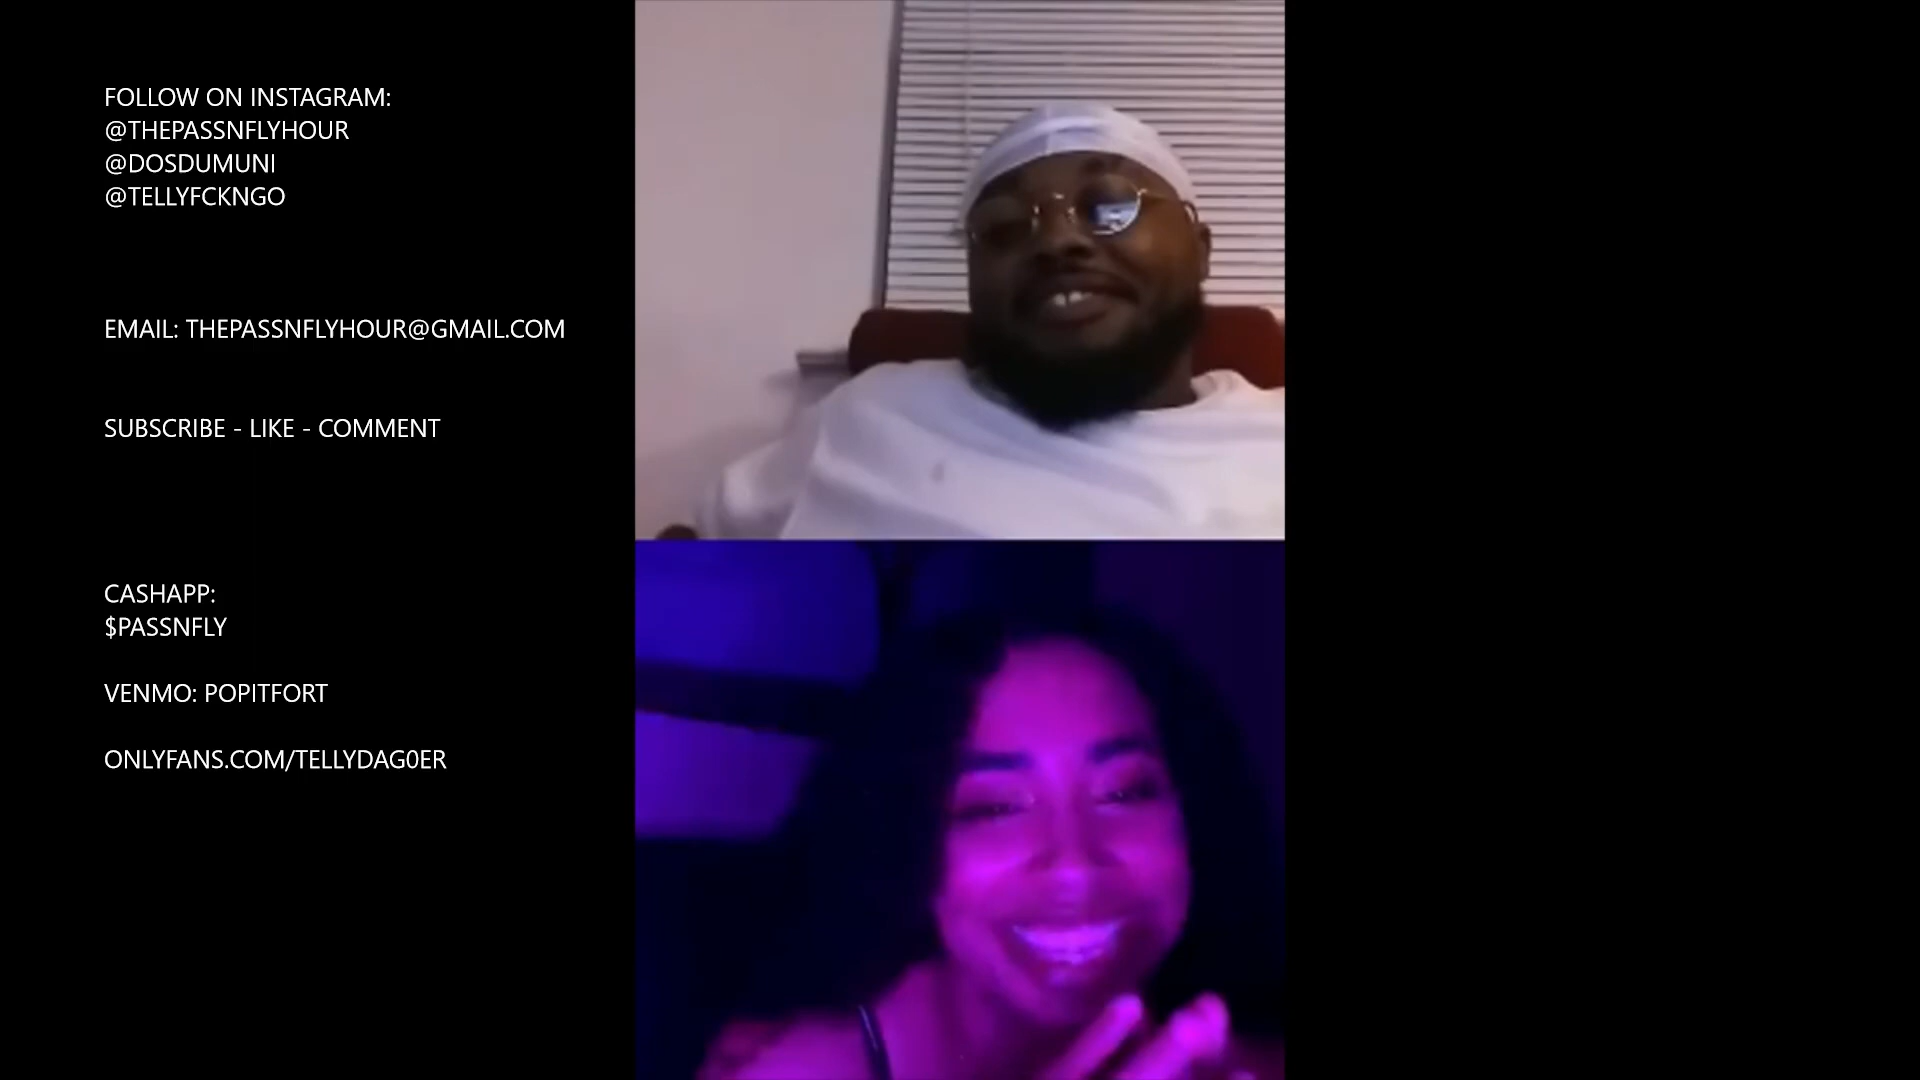 FOLLOW ON INSTAGRAM:
@THEPASSNFLYHOUR
@DOSDUMUNI
@TELLYFCKNGO
EMAIL: THEPASSNFLYHOUR@GMAIL.COM
SUBSCRIBE - LIKE - COMMENT
CASHAPP:
$PASSNFLY
VENMO: POPITFORT
ONLYFANS.COM/TELLYDAG0ER